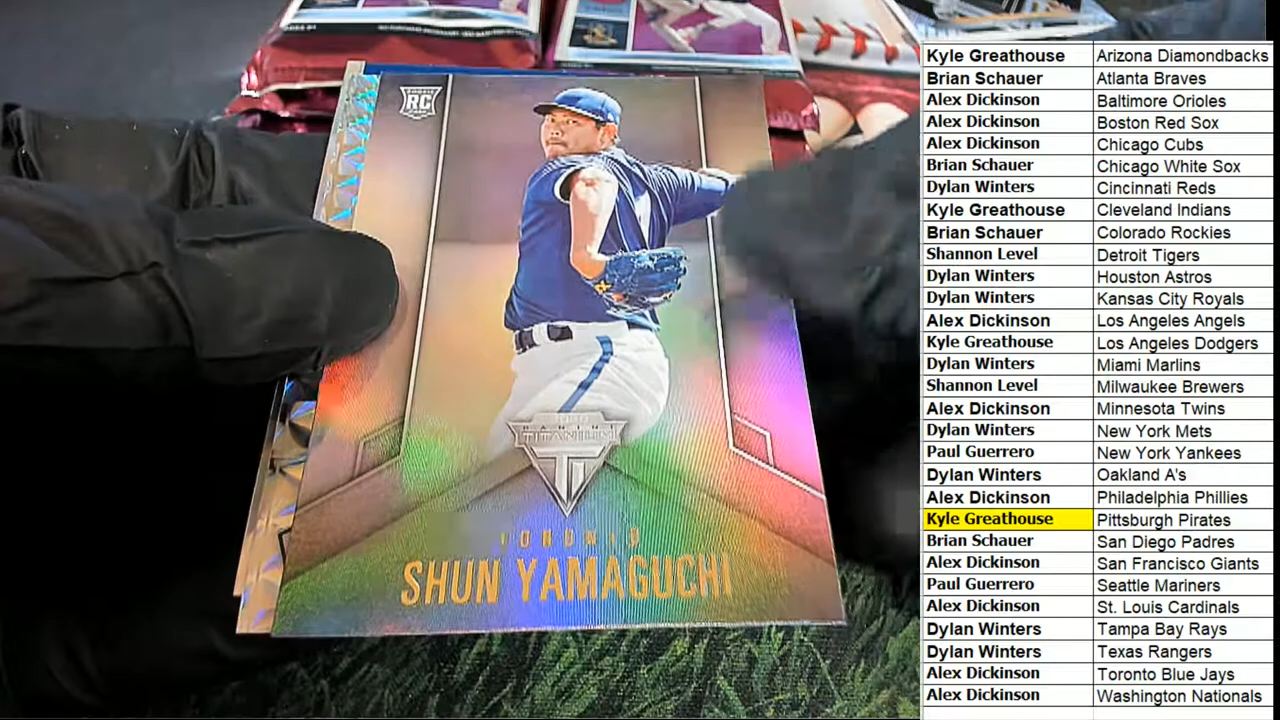 RC
PANINI
TITANIUM
TORONTO
SHUN YAMAGUCHI
Kyle Greathouse Arizona Diamondbacks
Brian Schauer Atlanta Braves
Alex Dickinson Baltimore Orioles
Alex Dickinson Boston Red Sox
Alex Dickinson Chicago Cubs
Brian Schauer Chicago White Sox
Dylan Winters Cincinnati Reds
Kyle Greathouse Cleveland Indians
Brian Schauer Colorado Rockies
Shannon Level Detroit Tigers
Dylan Winters Houston Astros
Dylan Winters Kansas City Royals
Alex Dickinson Los Angeles Angels
Kyle Greathouse Los Angeles Dodgers
Dylan Winters Miami Marlins
Shannon Level Milwaukee Brewers
Alex Dickinson Minnesota Twins
Dylan Winters New York Mets
Paul Guerrero New York Yankees
Dylan Winters Oakland A's
Alex Dickinson Philadelphia Phillies
Kyle Greathouse Pittsburgh Pirates
Brian Schauer San Diego Padres
Alex Dickinson San Francisco Giants
Paul Guerrero Seattle Mariners
Alex Dickinson St. Louis Cardinals
Dylan Winters Tampa Bay Rays
Dylan Winters Texas Rangers
Alex Dickinson Toronto Blue Jays
Alex Dickinson Washington Nationals